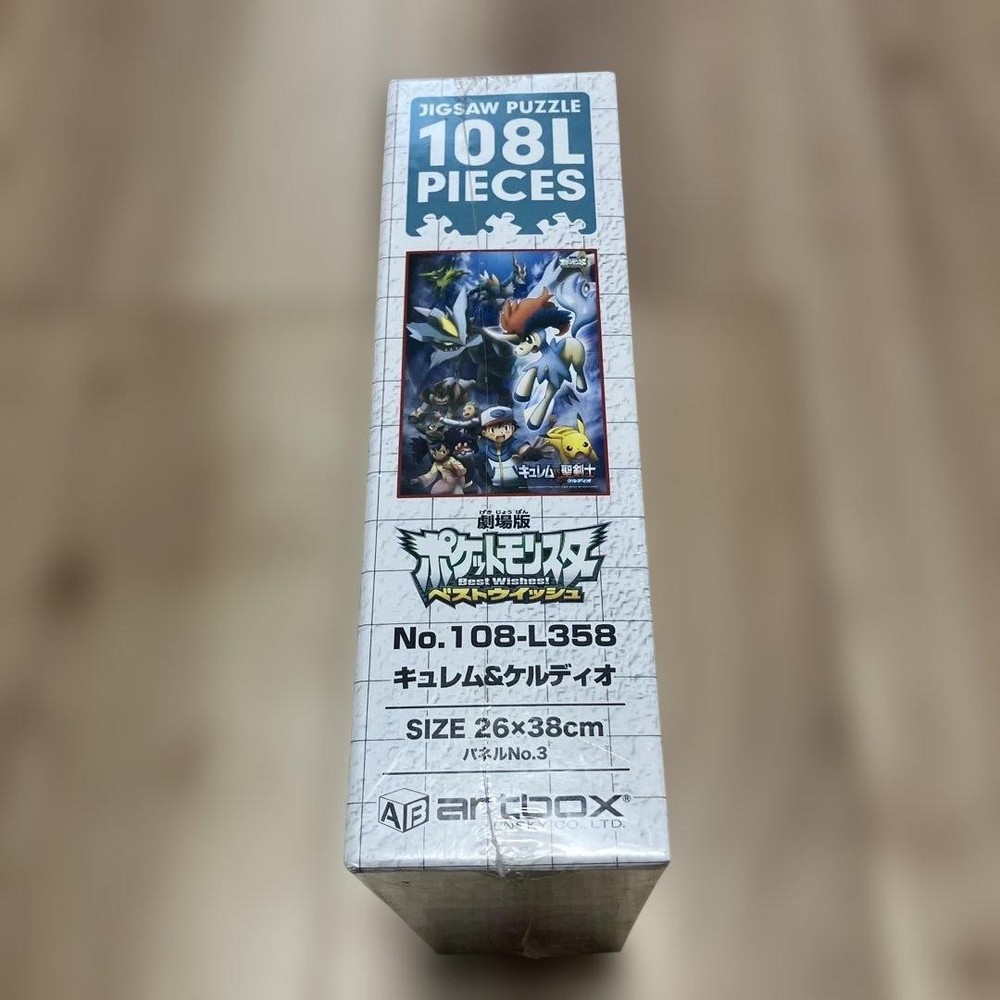 JIGSAW PUZZLE
108L
PIECES
キュレム 聖剣士
ケルディオ
げきじょうばん
劇場版
ポケットモンスター
Best Wishes!
ベストウイッシュ
No.108-L358
キュレム&ケルディオ
SIZE 26×38cm
パネルNo.3
AB artbox®
ENSKY CO., LTD.